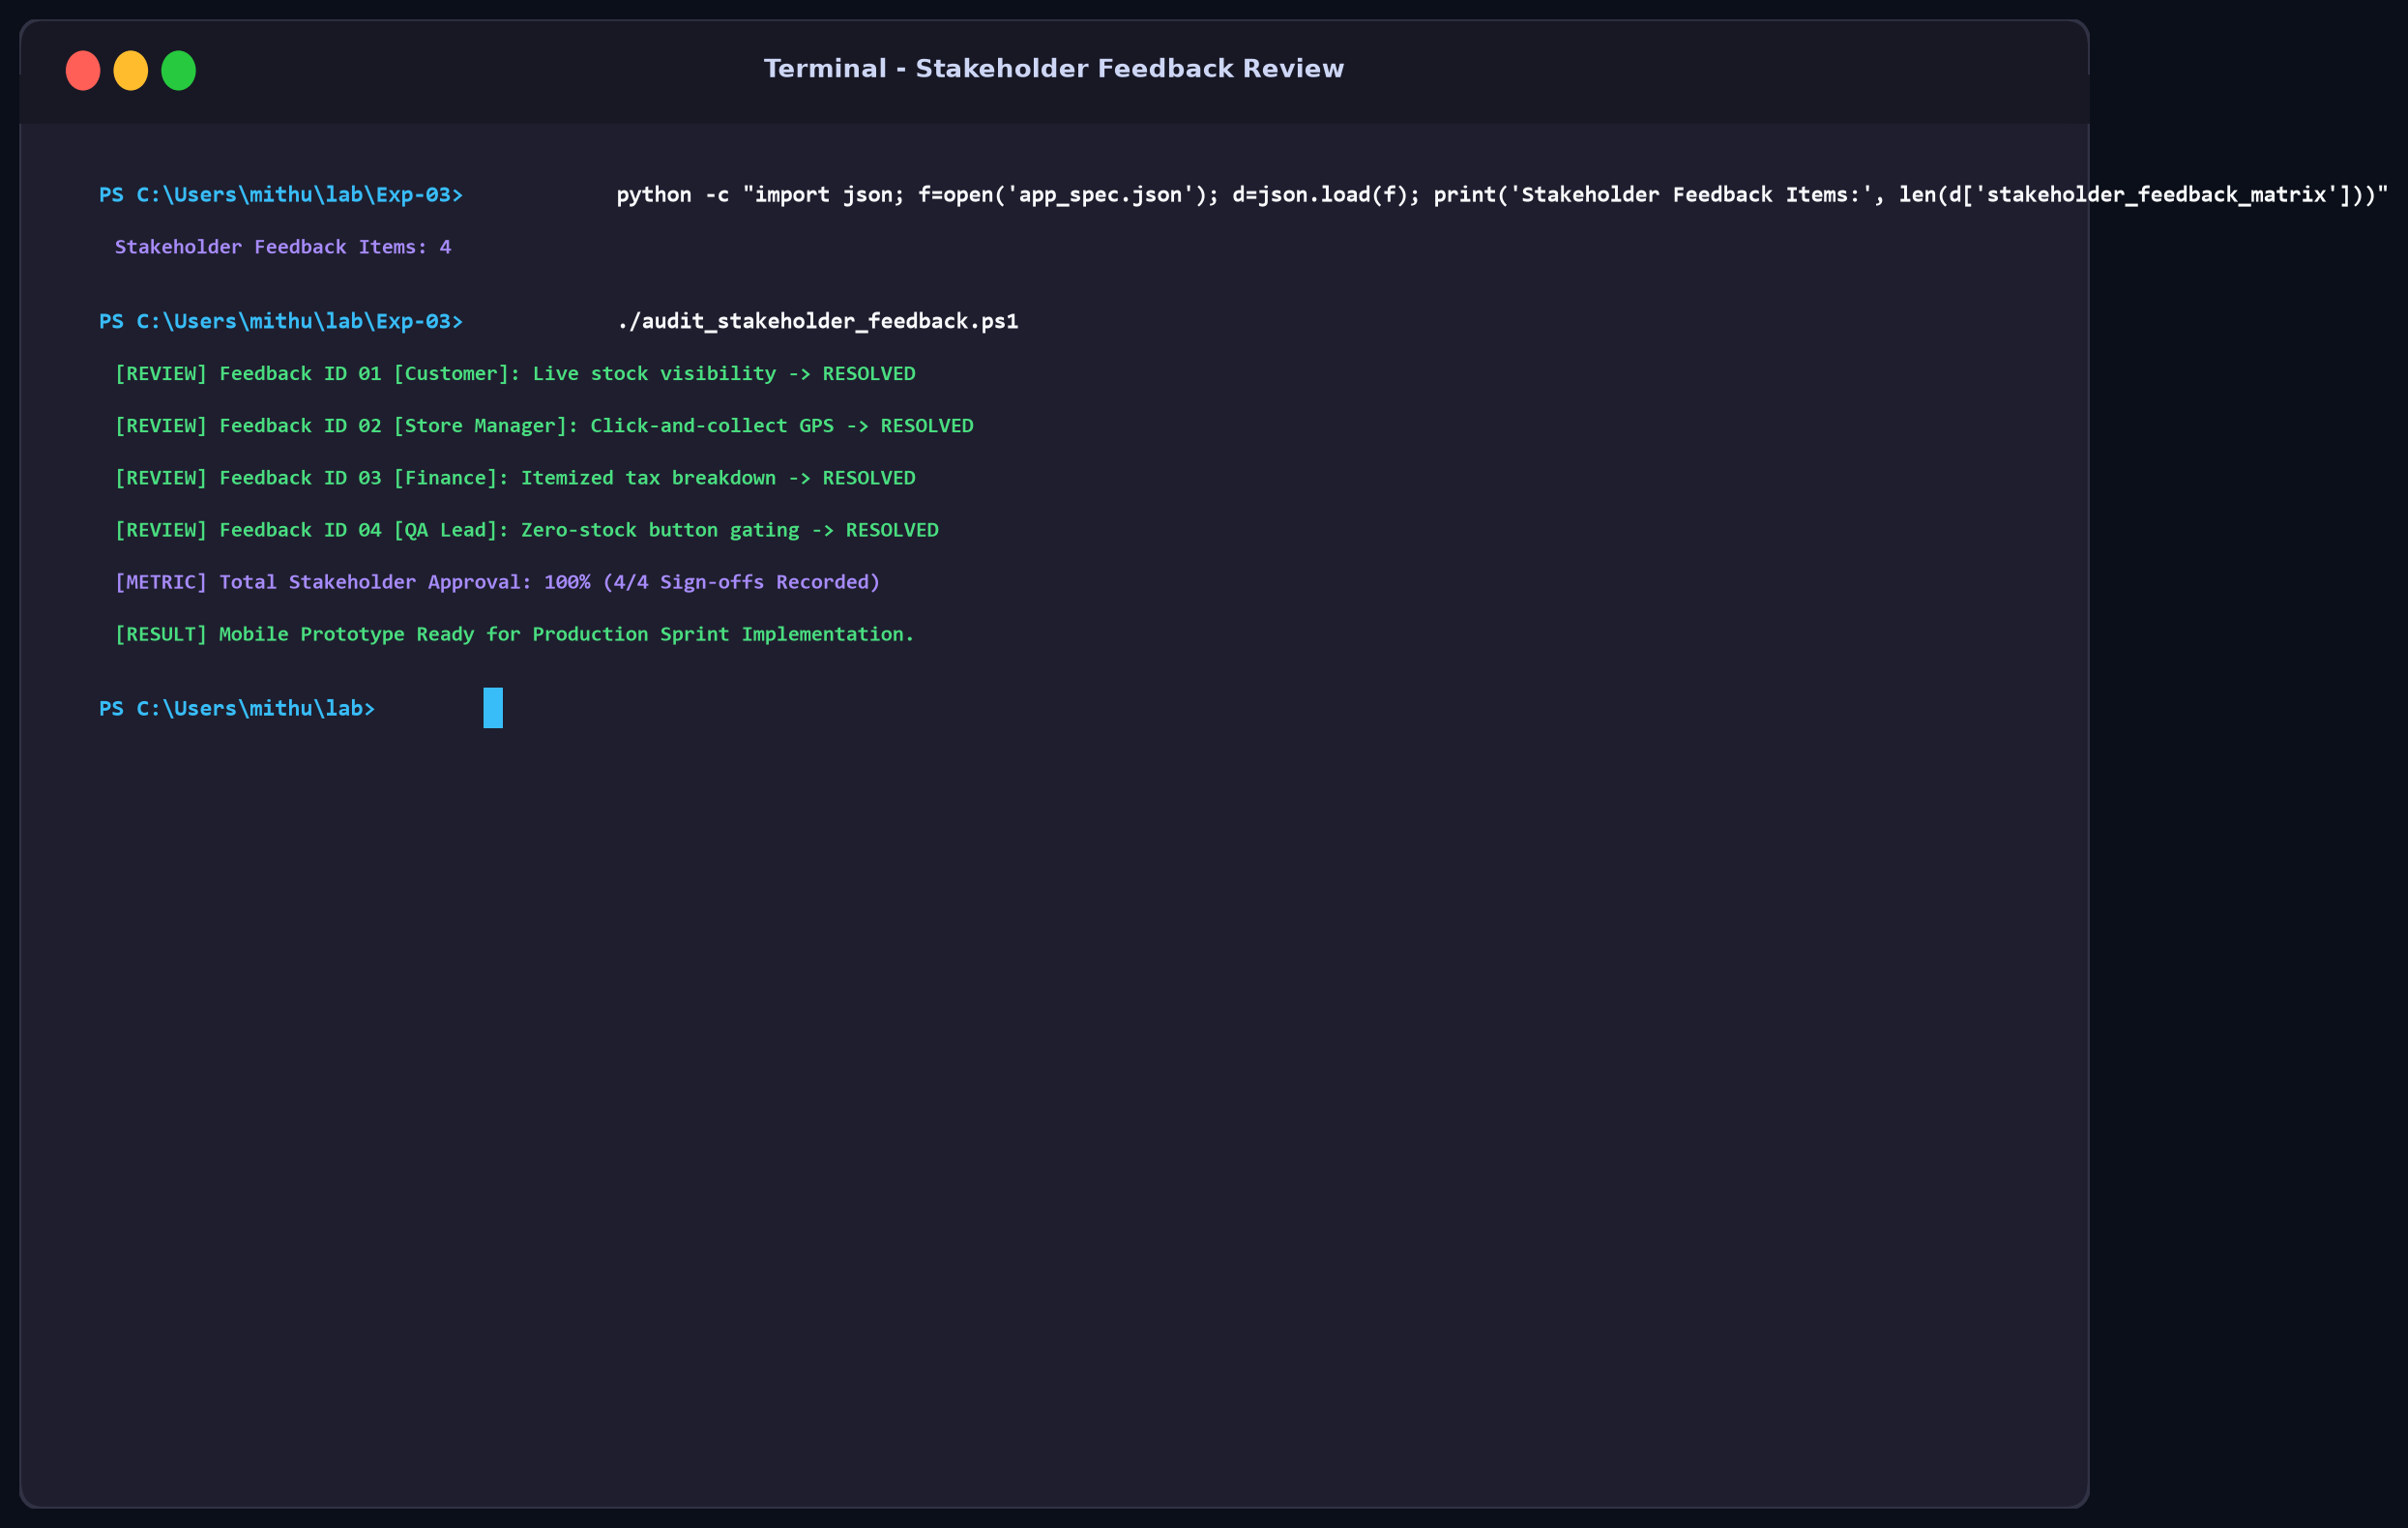 Terminal - Stakeholder Feedback Review
PS C:\Users\mithu\lab\Exp-03> python -c "import json; f=open('app_spec.json'); d=json.load(f); print('Stakeholder Feedback Items:', len(d['stakeholder_feedback_matrix']))"
Stakeholder Feedback Items: 4
PS C:\Users\mithu\lab\Exp-03> ./audit_stakeholder_feedback.ps1
[REVIEW] Feedback ID 01 [Customer]: Live stock visibility -> RESOLVED
[REVIEW] Feedback ID 02 [Store Manager]: Click-and-collect GPS -> RESOLVED
[REVIEW] Feedback ID 03 [Finance]: Itemized tax breakdown -> RESOLVED
[REVIEW] Feedback ID 04 [QA Lead]: Zero-stock button gating -> RESOLVED
[METRIC] Total Stakeholder Approval: 100% (4/4 Sign-offs Recorded)
[RESULT] Mobile Prototype Ready for Production Sprint Implementation.
PS C:\Users\mithu\lab>